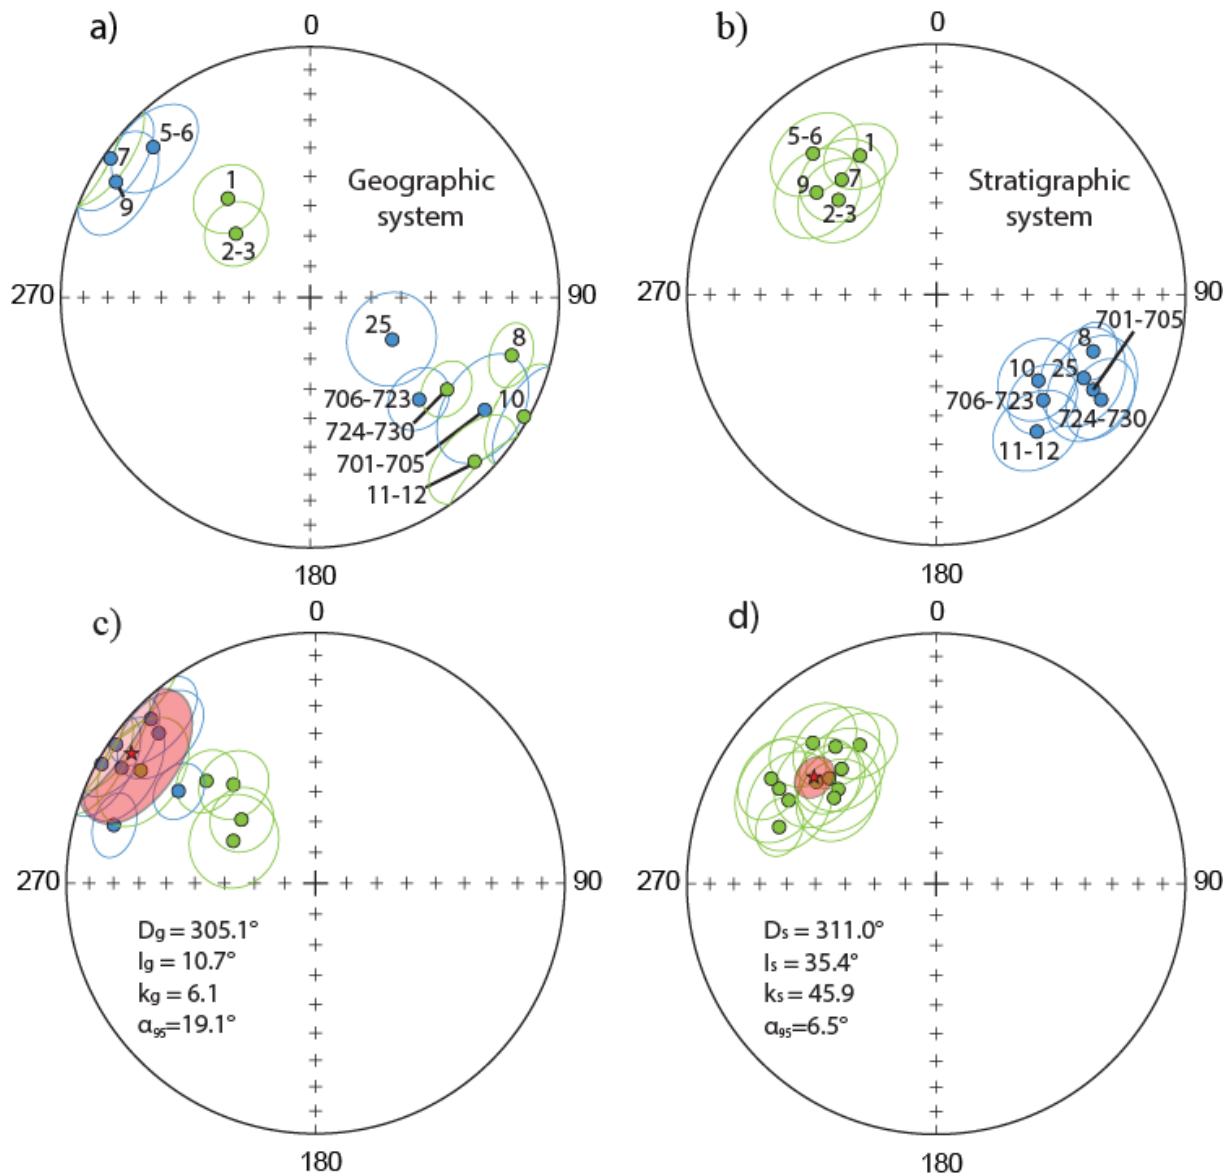 a)
0
5-6
7
9
1
2-3
Geographic
system
270
90
25
8
706-723
10
724-730
701-705
11-12
180
b)
0
5-6
1
9
7
2-3
Stratigraphic
system
270
90
701-705
8
10
25
706-723
724-730
11-12
180
c)
0
270
90
Dg = 305.1°
Ig = 10.7°
kg = 6.1
α₉₅=19.1°
180
d)
0
270
90
Ds = 311.0°
Is = 35.4°
ks = 45.9
α₉₅=6.5°
180